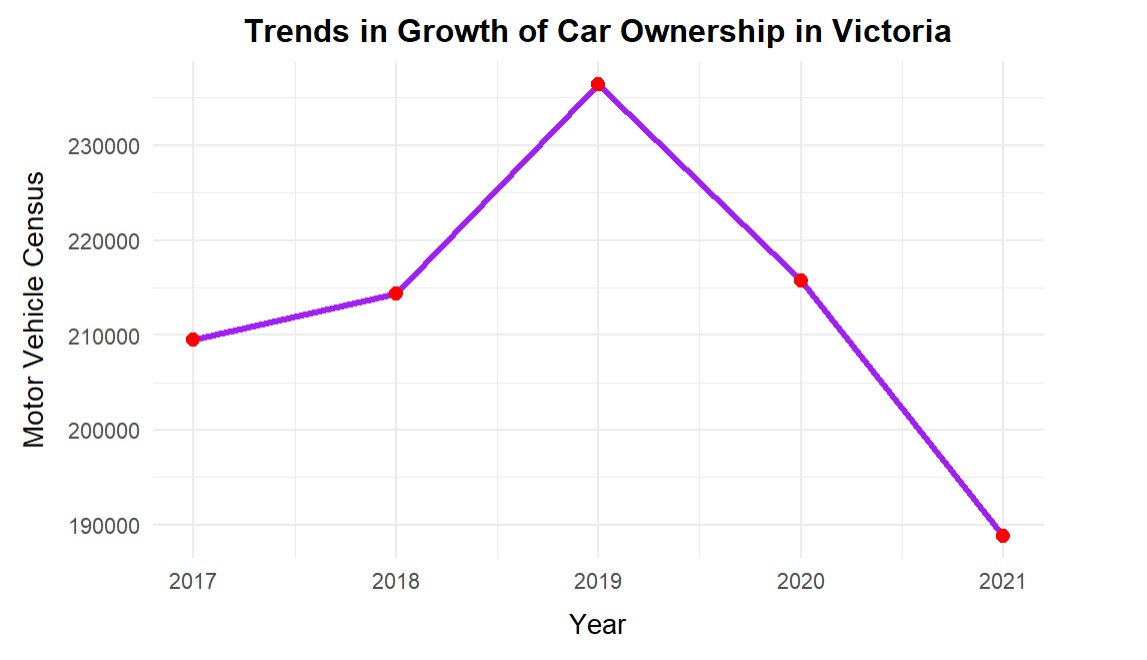 Trends in Growth of Car Ownership in Victoria
Motor Vehicle Census
230000
220000
210000
200000
190000
2017 2018 2019 2020 2021
Year